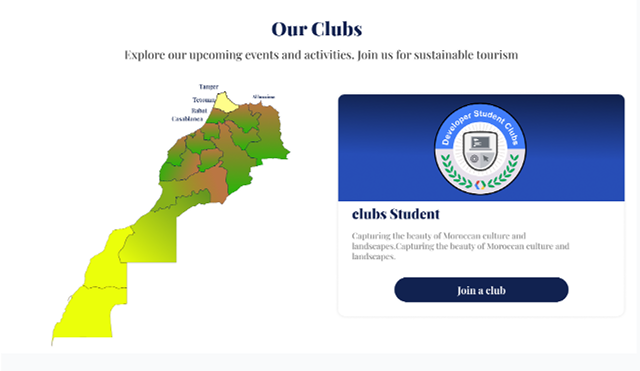 Our Clubs
Explore our upcoming events and activities. Join us for sustainable tourism
Tanger
Tetouan
Rabat
Casablanca
Developer Student Clubs
clubs Student
Capturing the beauty of Moroccan culture and
landscapes.Capturing the beauty of Moroccan culture and
landscapes.
Join a club